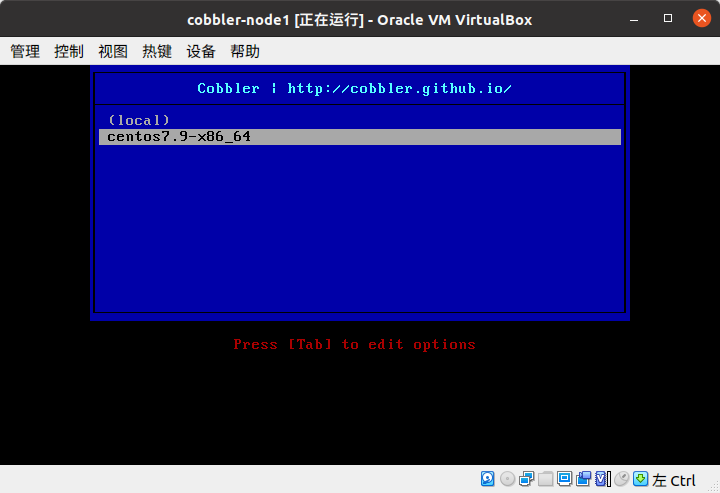 cobbler-node1 [正在运行] - Oracle VM VirtualBox
管理 控制 视图 热键 设备 帮助
Cobbler | http://cobbler.github.io/
(local)
centos7.9-x86_64
Press [Tab] to edit options
左 Ctrl